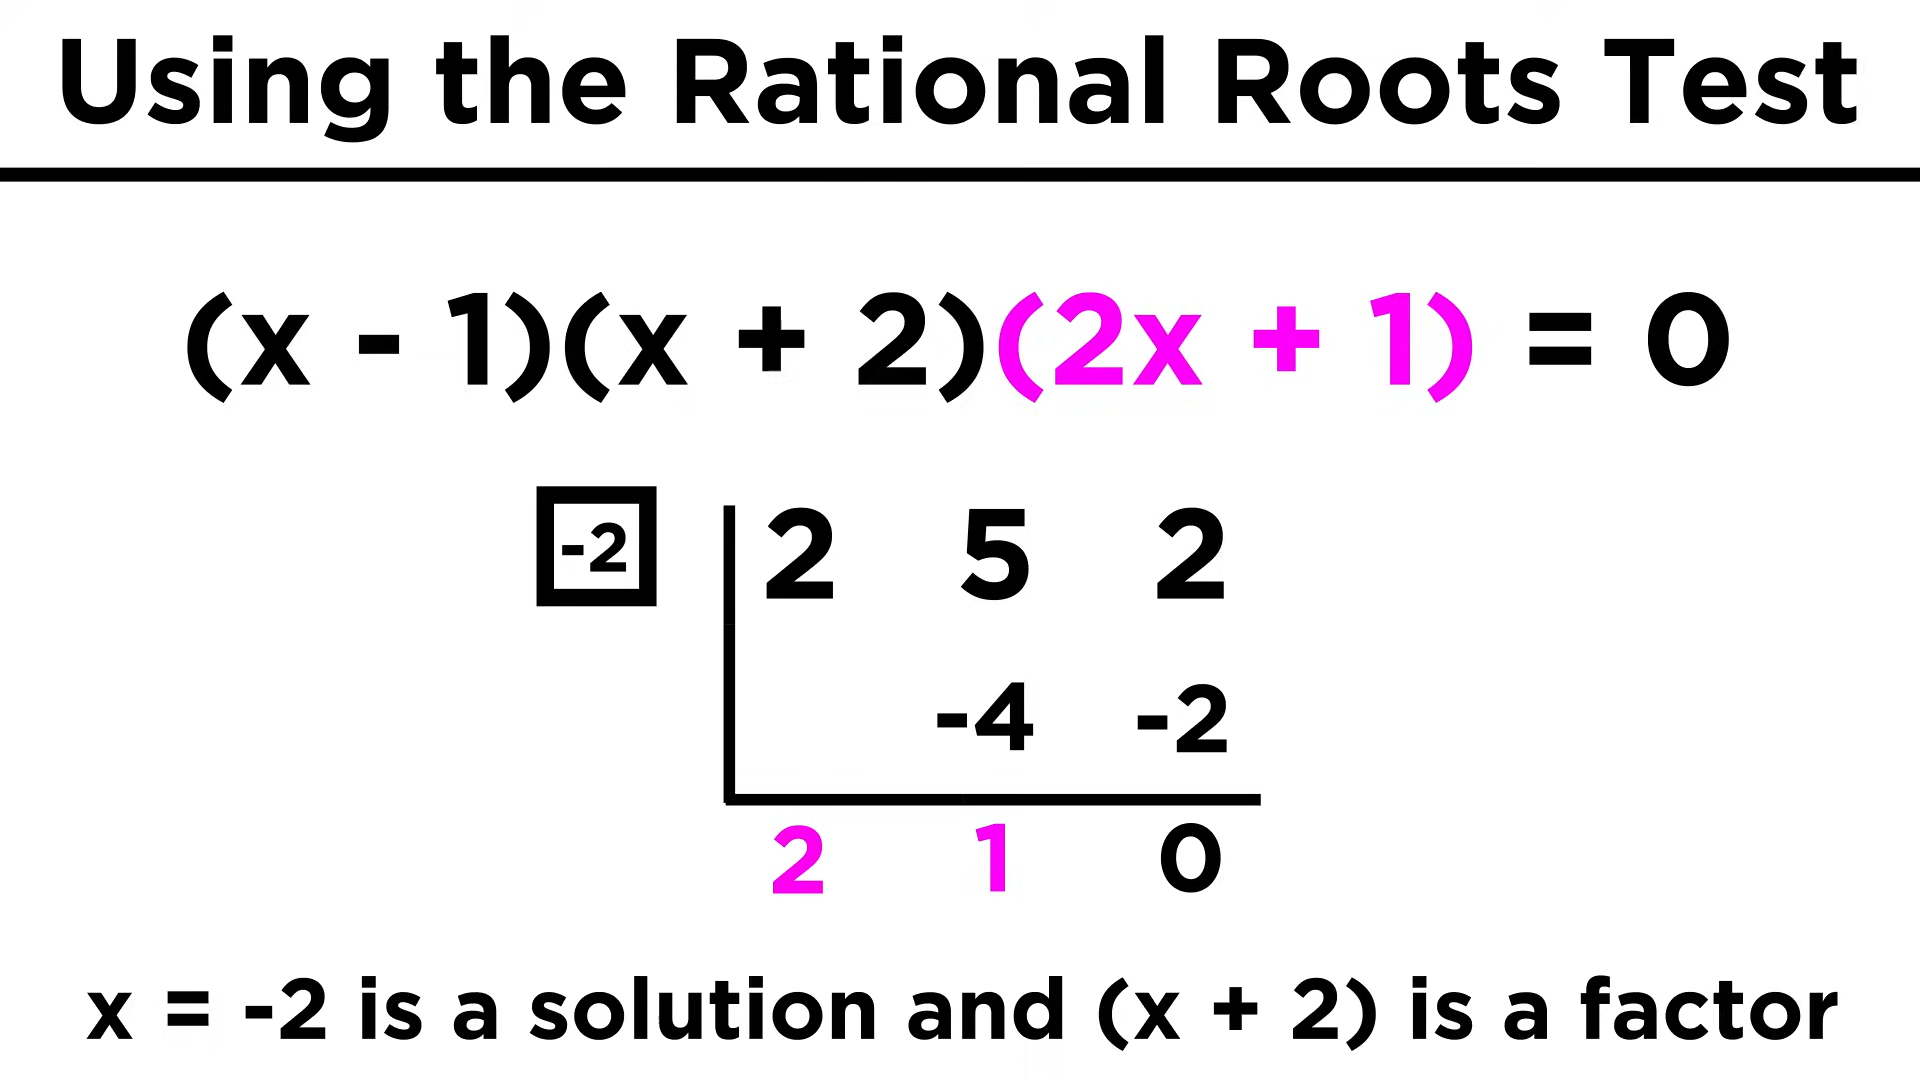 Using the Rational Roots Test
(x - 1)(x + 2)(2x + 1) = 0
-2 2 5 2
-4 -2
2 1 0
x = -2 is a solution and (x + 2) is a factor